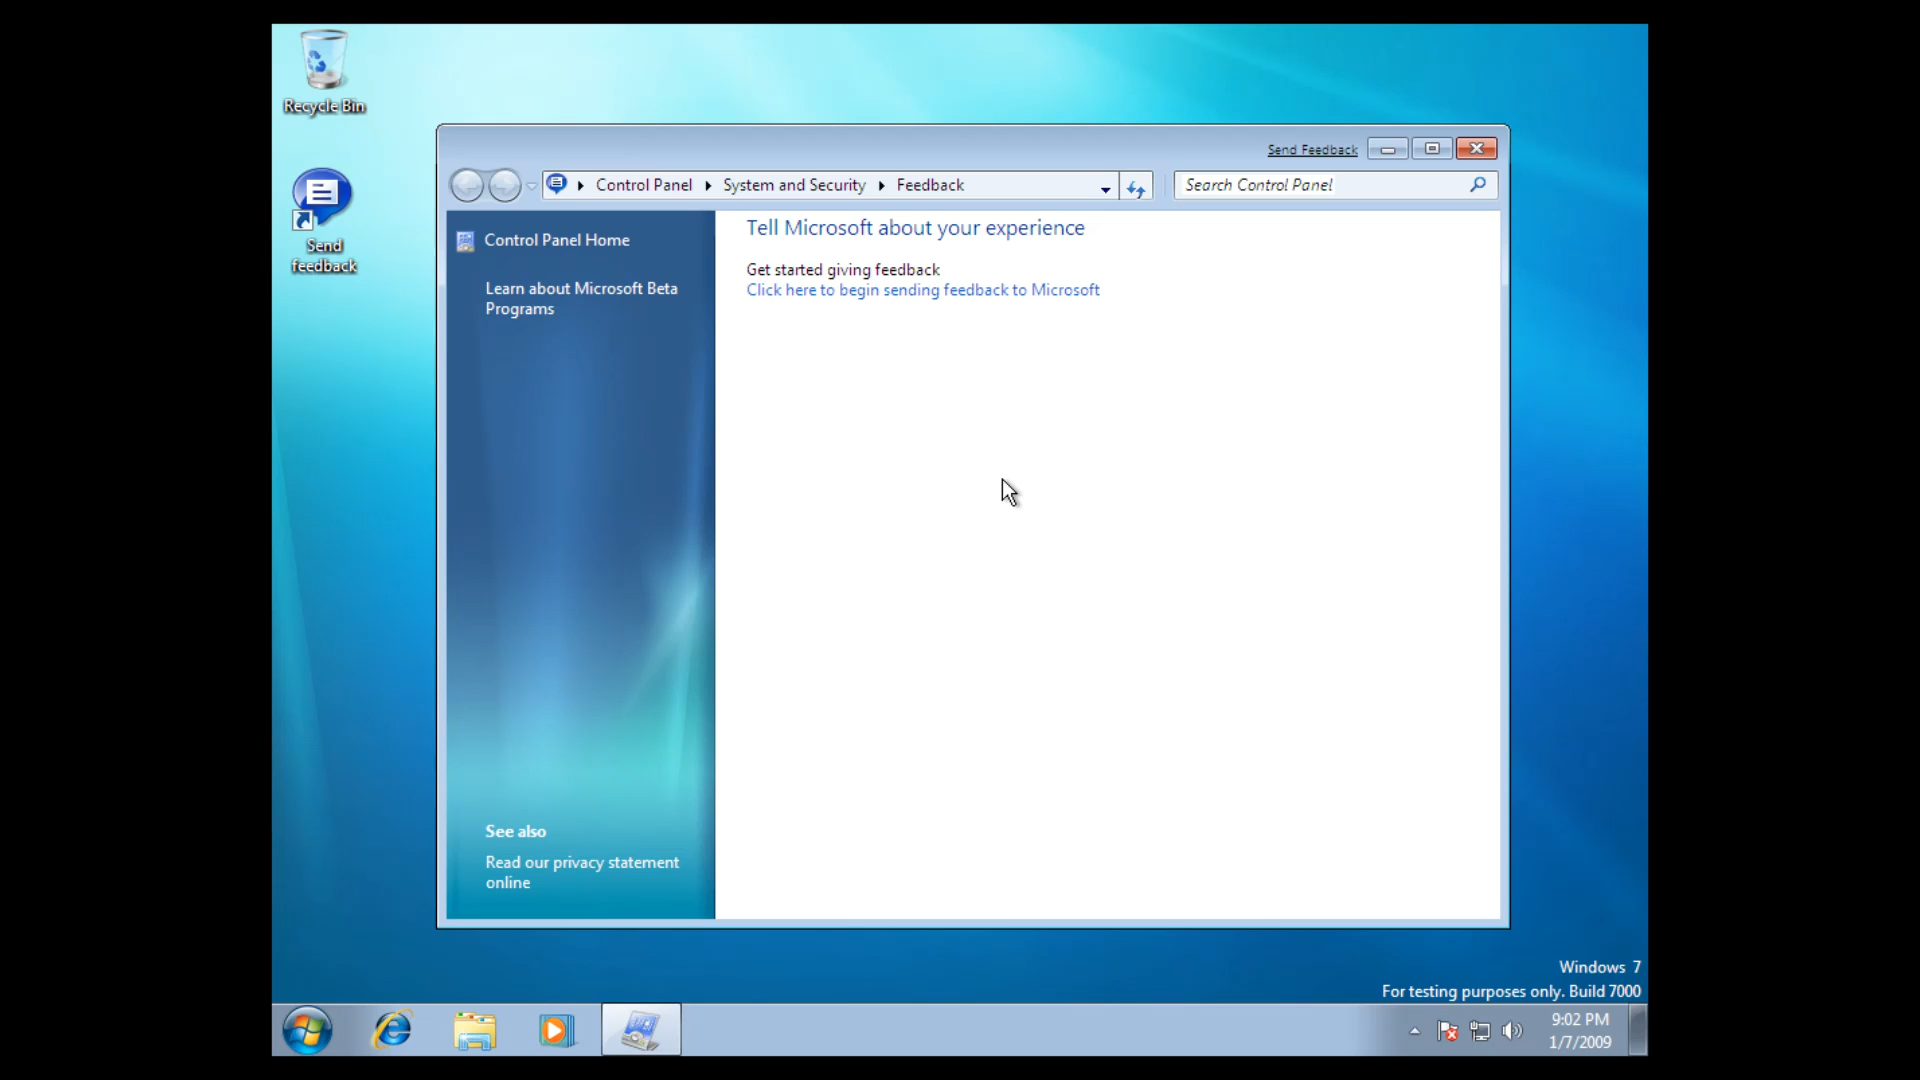 Recycle Bin
Send
feedback
Send Feedback
Control Panel
System and Security
Feedback
Search Control Panel
Control Panel Home
Learn about Microsoft Beta
Programs
Tell Microsoft about your experience
Get started giving feedback
Click here to begin sending feedback to Microsoft
See also
Read our privacy statement
online
Windows 7
For testing purposes only. Build 7000
9:02 PM
1/7/2009